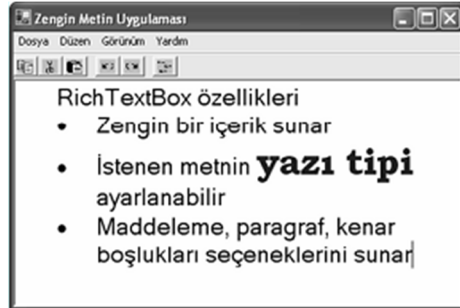 Zengin Metin Uygulaması
Dosya Düzen Görünüm Yardım
RichTextBox özellikleri
• Zengin bir içerik sunar
• İstenen metnin yazı tipi
ayarlanabilir
• Maddeleme, paragraf, kenar
boşlukları seçeneklerini sunar